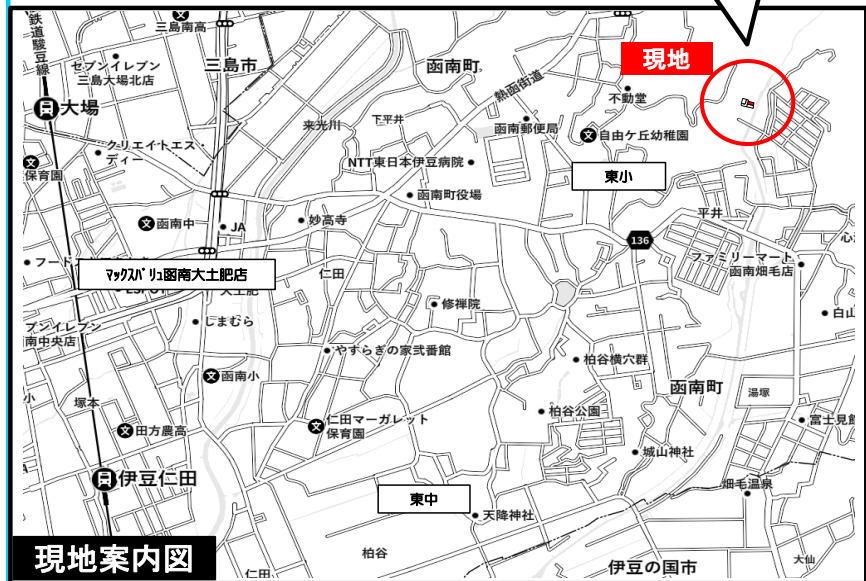 三島南高
鉄道駿豆線
セブンイレブン
三島大場北店
三島市
函南町
熱函街道
現地
不動堂
大場
来光川
下平井
函南郵便局
自由ケ丘幼稚園
クリエイトエス・
ディー
保育園
NTT東日本伊豆病院
東小
函南町役場
函南中
JA
妙高寺
平井
136
ファミリーマート
函南畑毛店
フード
マックスバリュ函南大土肥店
仁田
大土肥
修禅院
白山
ブンイレブン
南中央店
しまむら
やすらぎの家弐番館
柏谷横穴群
函南町
函南小
湯塚
塚本
田方農高
仁田マーガレット
保育園
柏谷公園
富士見館
城山神社
伊豆仁田
東中
畑毛温泉
天降神社
現地案内図
柏谷
仁田
伊豆の国市
大仙